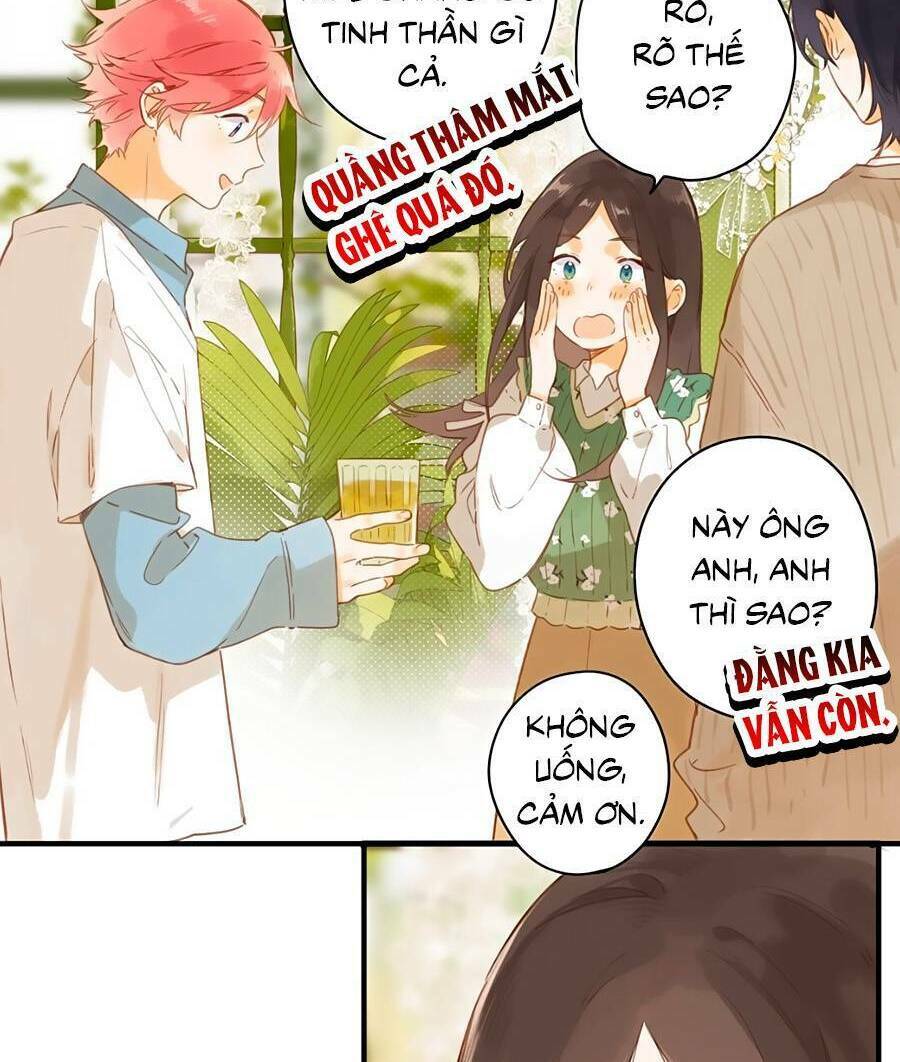 TINH THẦN GÌ
CẢ.
QUẦNG THÂM MẮT
GHÊ QUÁ ĐÓ.
RÕ,
RÕ THẾ
SAO?
NÀY ÔNG
ANH, ANH
THÌ SAO?
ĐẰNG KIA
VẪN CÒN.
KHÔNG
UỐNG,
CẢM ƠN.